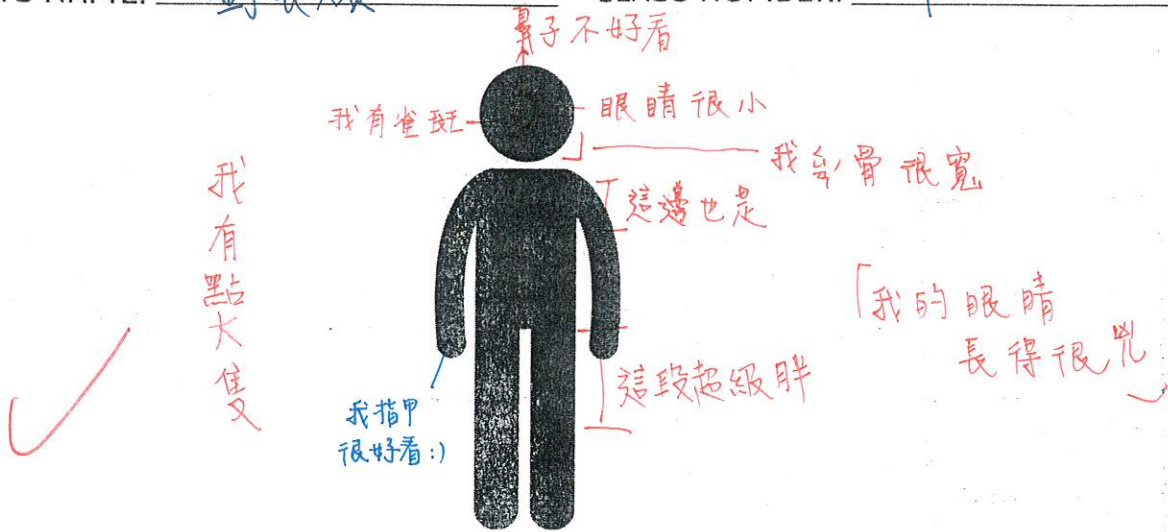 鼻子不好看
我有雀斑
眼睛很小
我
骨很寬
這邊也是
我有點大隻
「我的眼睛
長得很兇」
這段超級胖
我指甲
很好看:)